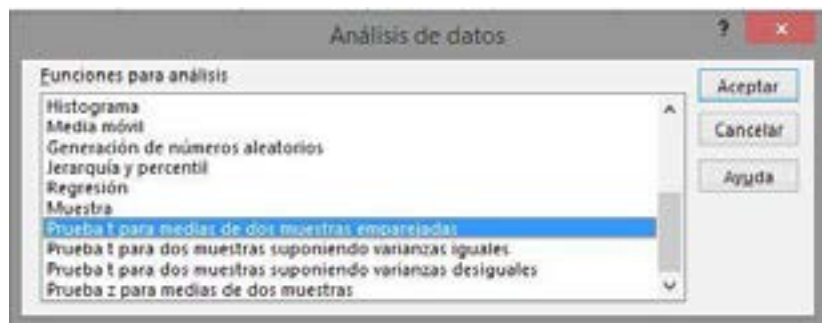 Análisis de datos
?
x
Funciones para análisis
Histograma
Media móvil
Generación de números aleatorios
Jerarquía y percentil
Regresión
Muestra
Prueba t para medias de dos muestras emparejadas
Prueba t para dos muestras suponiendo varianzas iguales
Prueba t para dos muestras suponiendo varianzas desiguales
Prueba z para medias de dos muestras
Aceptar
Cancelar
Ayuda